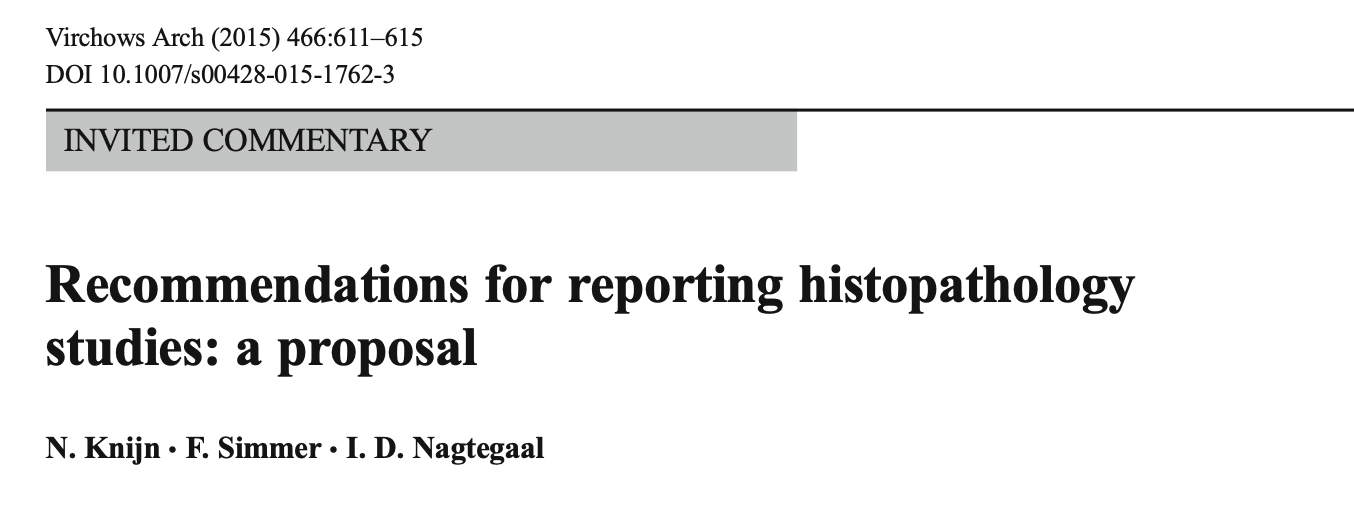 Virchows Arch (2015) 466:611–615
DOI 10.1007/s00428-015-1762-3
INVITED COMMENTARY
Recommendations for reporting histopathology
studies: a proposal
N. Knijn · F. Simmer · I. D. Nagtegaal